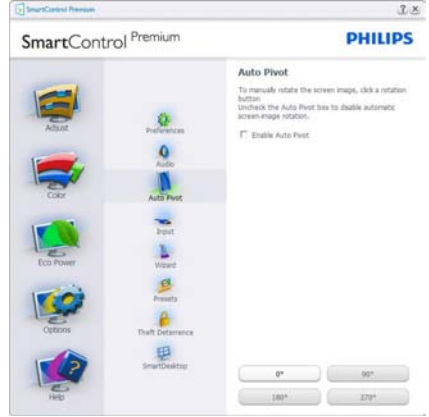 SmartControl Premium
SmartControl Premium
PHILIPS
Adjust
Color
Eco Power
Options
Help
Preferences
Audio
Auto Pivot
Input
Wizard
Presets
Theft Deterrence
SmartDesktop
Auto Pivot
To manually rotate the screen image, click a rotation
button
Uncheck the Auto Pivot box to disable automatic
screen-image rotation.
Enable Auto Pivot
0°
90°
180°
270°